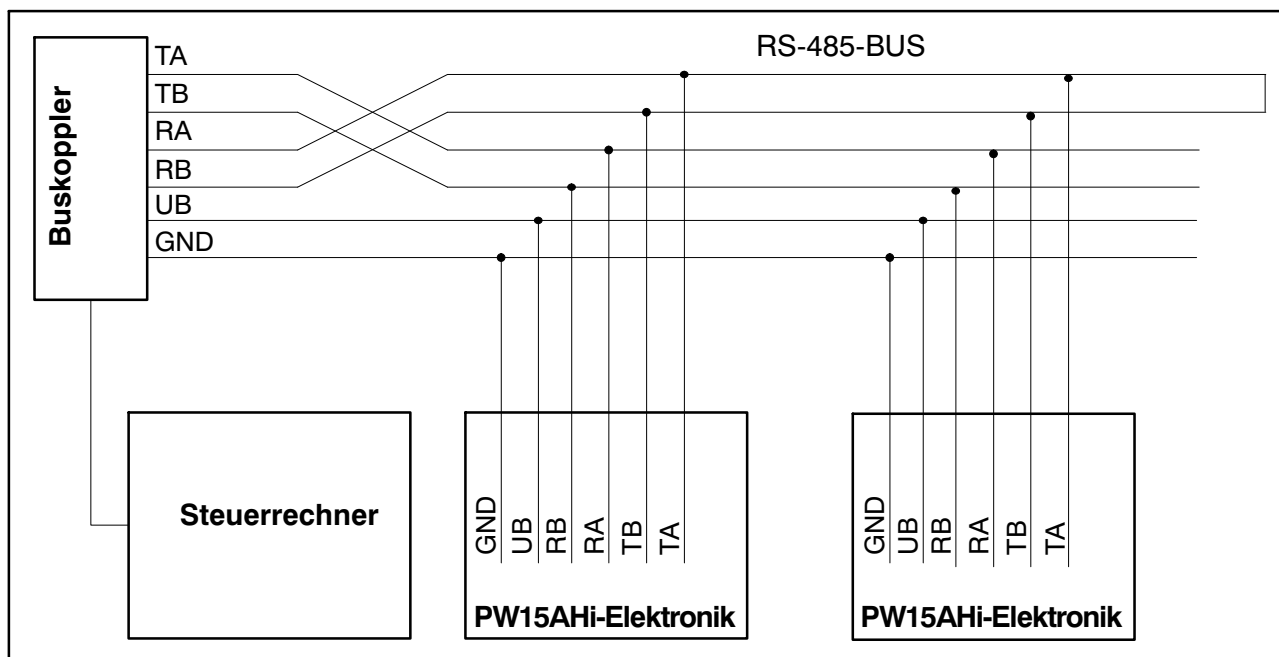 RS-485-BUS
Buskoppler
TA
TB
RA
RB
UB
GND
Steuerrechner
GND
UB
RB
RA
TB
TA
PW15AHi-Elektronik
GND
UB
RB
RA
TB
TA
PW15AHi-Elektronik